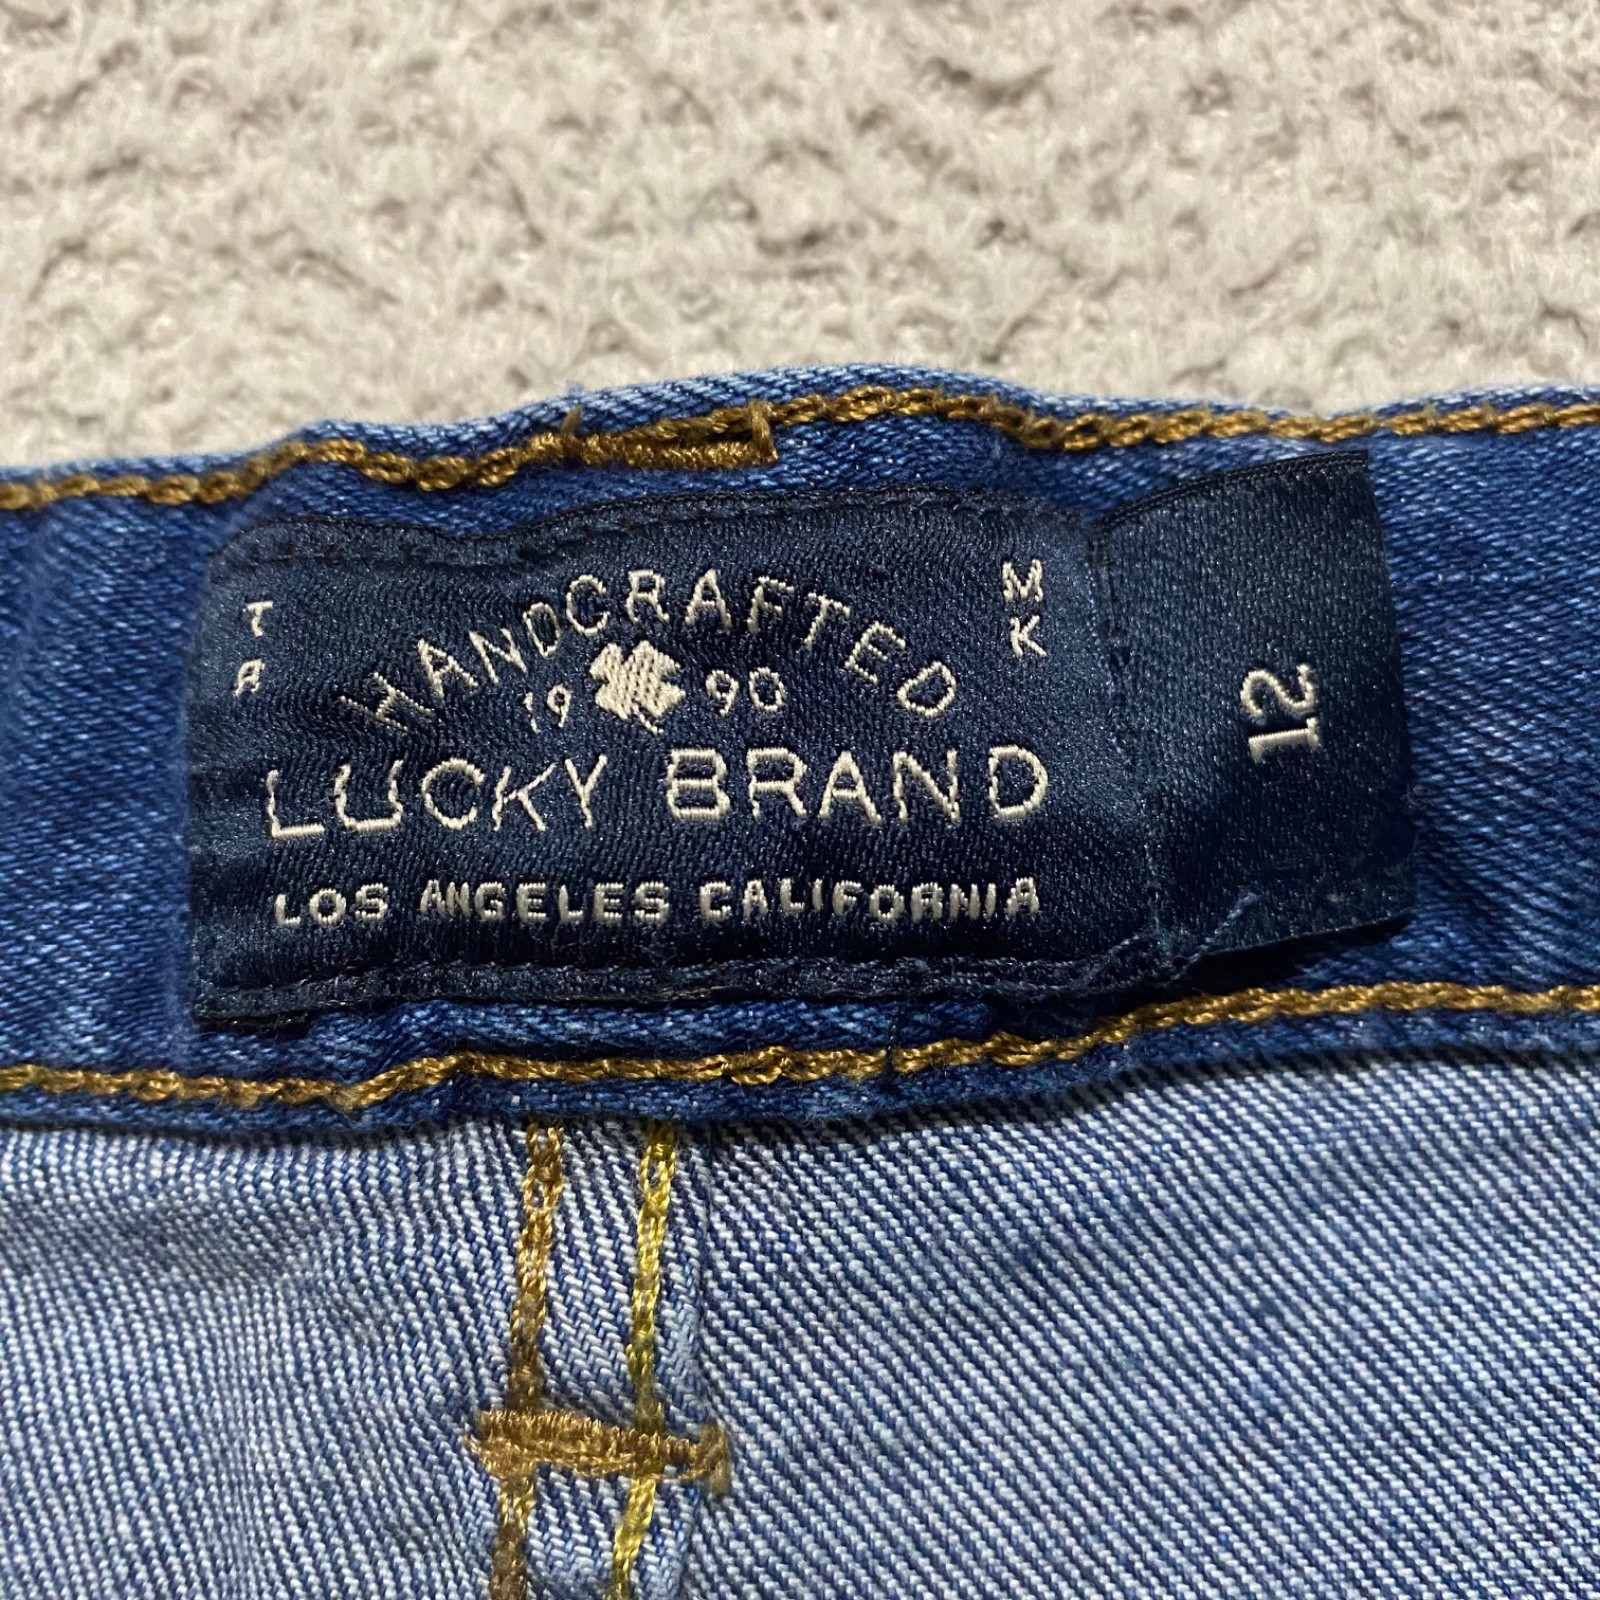 T M
R K
HANDCRAFTED
19 90
LUCKY BRAND
LOS ANGELES CALIFORNIA
12